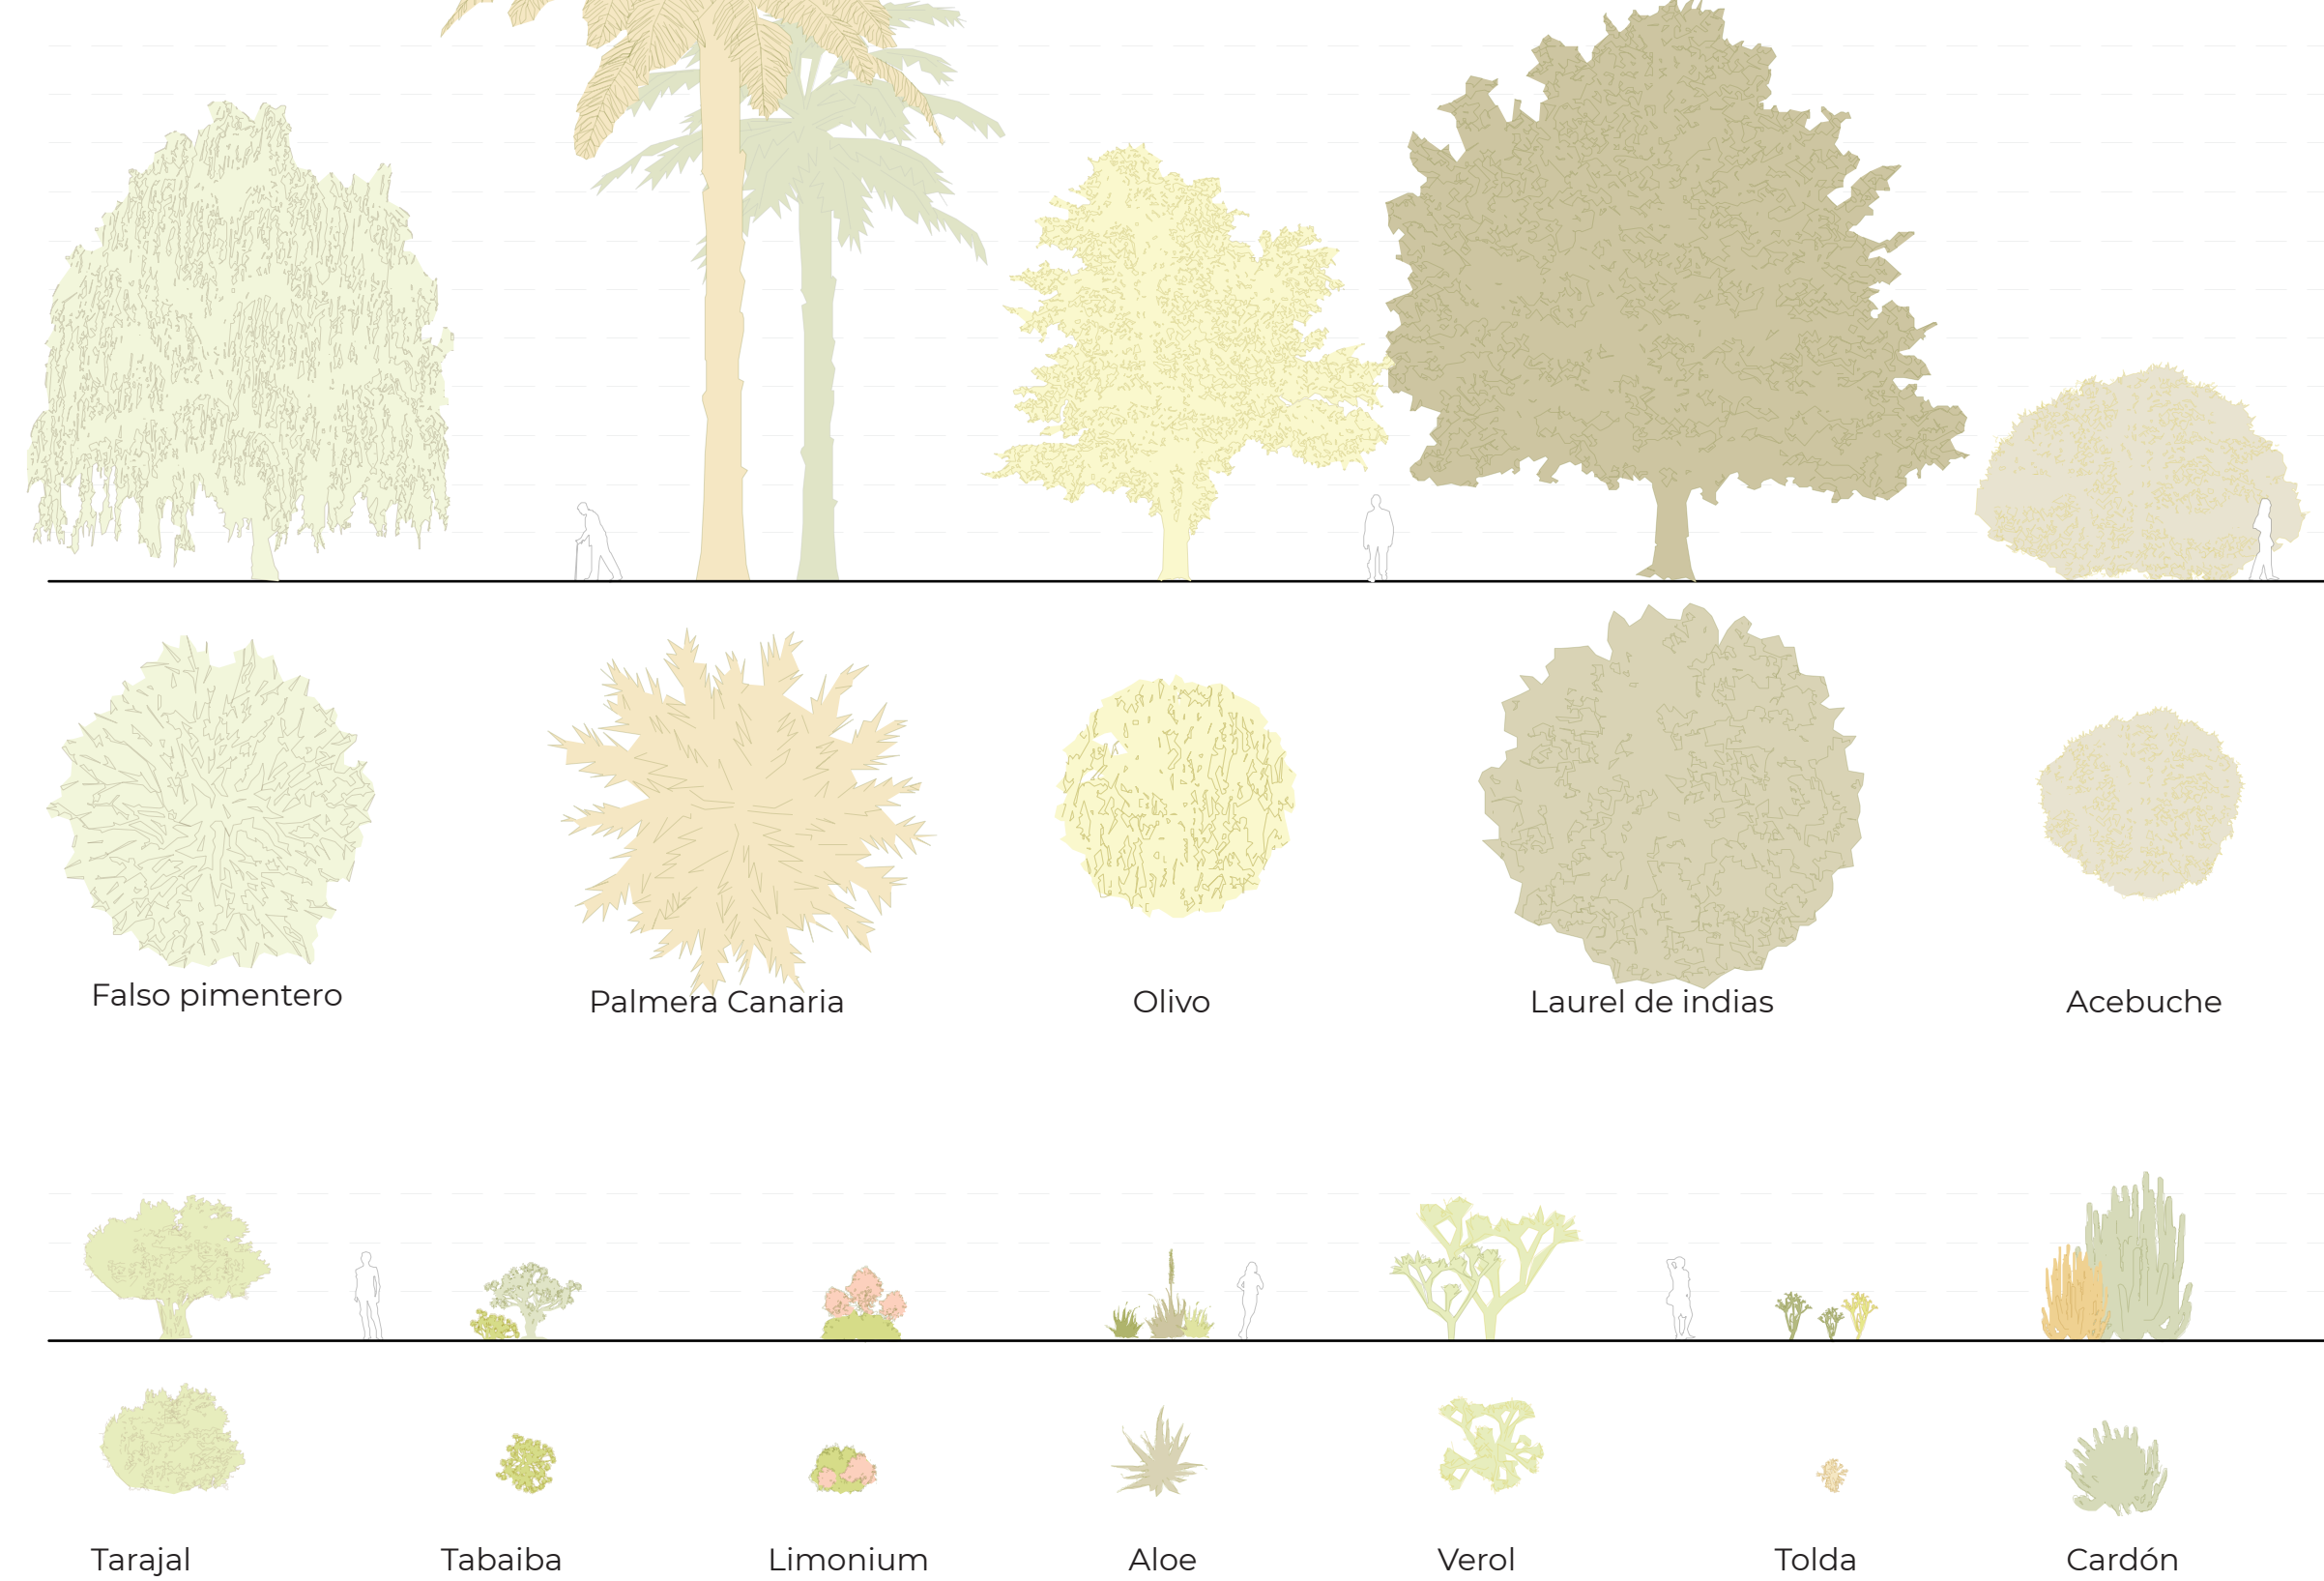 Falso pimentero
Palmera Canaria
Olivo
Laurel de indias
Acebuche
Tarajal
Tabaiba
Limonium
Aloe
Verol
Tolda
Cardón